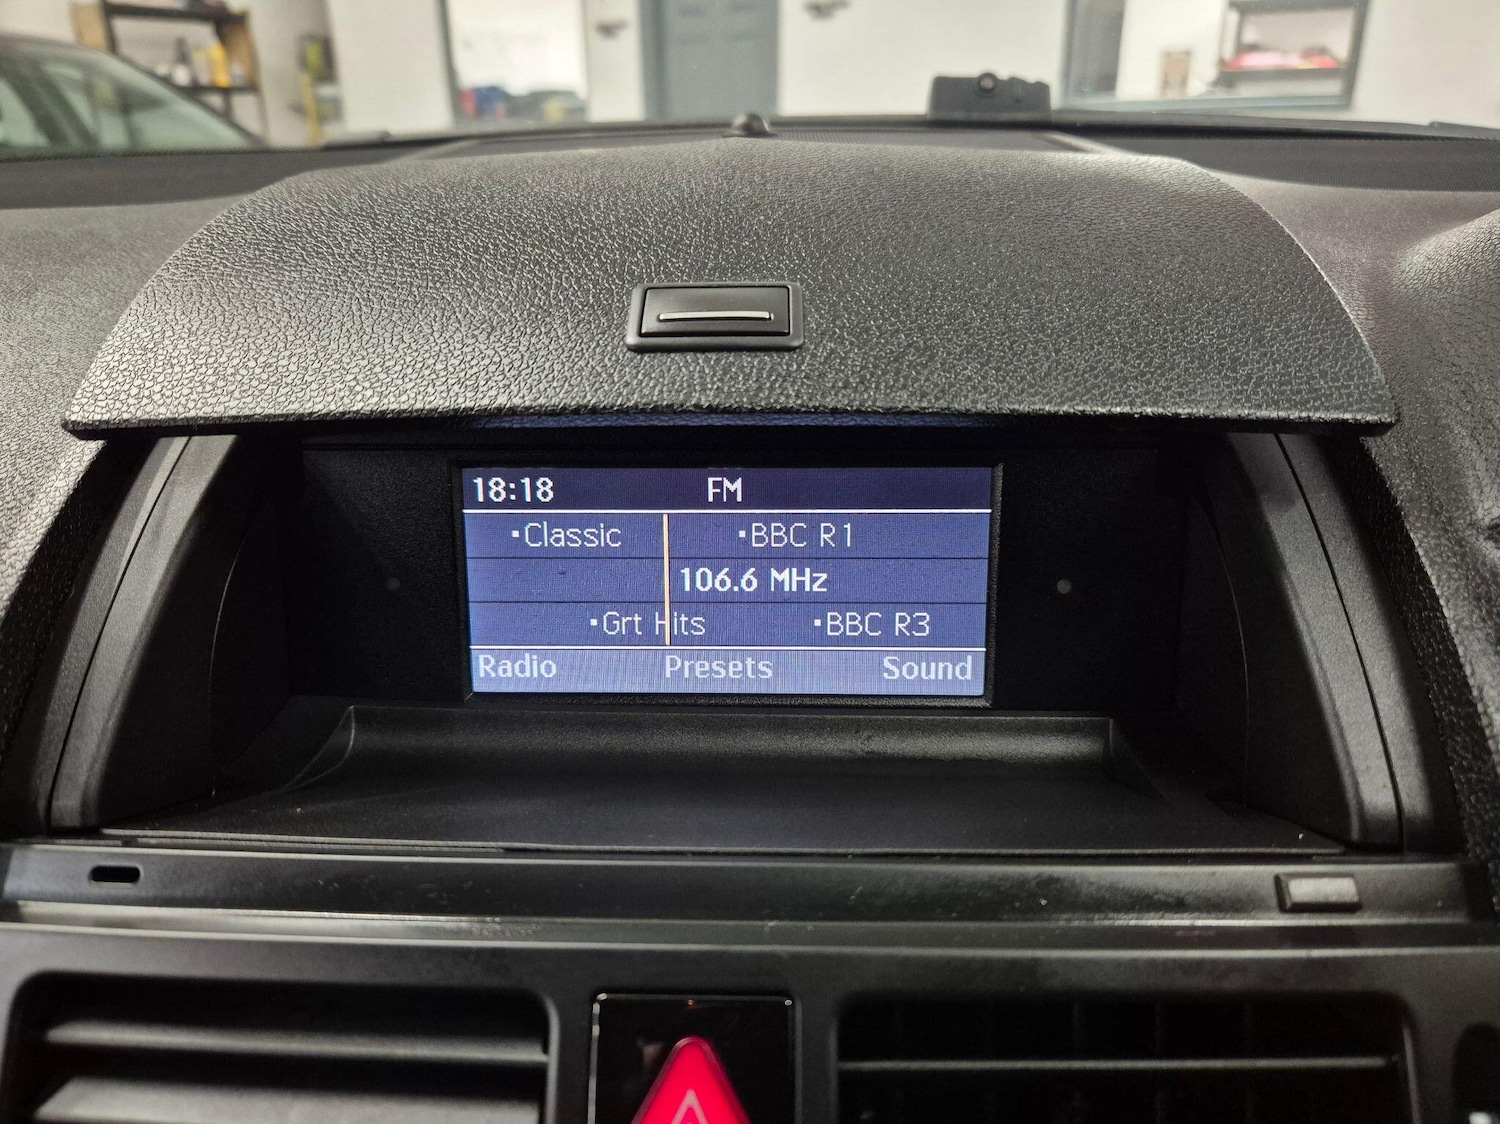 18:18 FM
▪Classic ▪BBC R1
106.6 MHz
▪Grt Hits ▪BBC R3
Radio Presets Sound